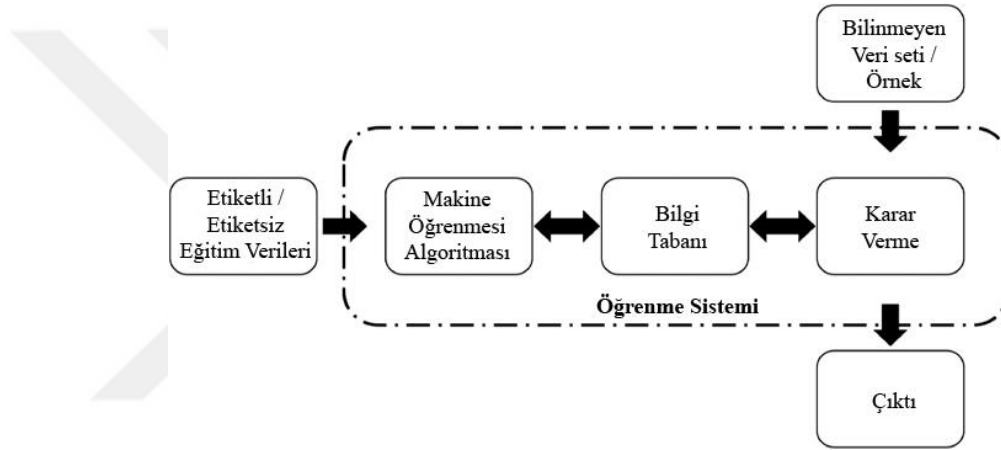 Bilinmeyen
Veri seti /
Örnek
Etiketli /
Etiketsiz
Eğitim Verileri
Makine
Öğrenmesi
Algoritması
Bilgi
Tabanı
Karar
Verme
Öğrenme Sistemi
Çıktı